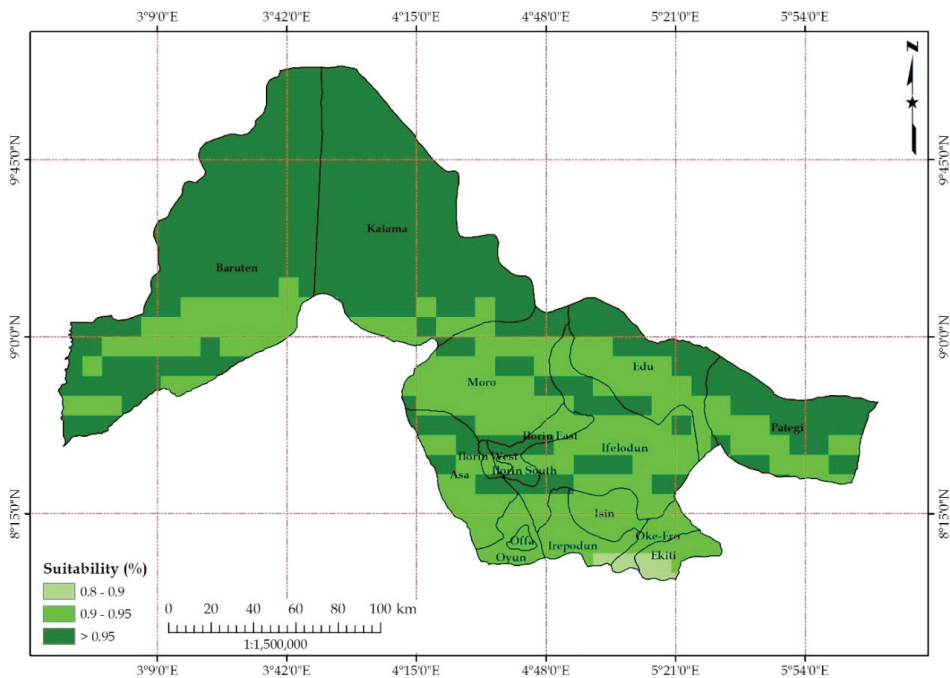 3°9'0"E 3°42'0"E 4°15'0"E 4°48'0"E 5°21'0"E 5°54'0"E
N
9°45'0"N 9°45'0"N
Kaiama
Baruten
9°0'0"N 9°0'0"N
Edu
Moro
Pategi
Ilorin East
Ifelodun
Ilorin West
Ilorin South
Asa
8°15'0"N 8°15'0"N
Isin
Oke-Ero
Offa
Irepodun
Oyun
Ekiti
Suitability (%)
0.8 - 0.9
0.9 - 0.95
> 0.95
0 20 40 60 80 100 km
1:1,500,000
3°9'0"E 3°42'0"E 4°15'0"E 4°48'0"E 5°21'0"E 5°54'0"E